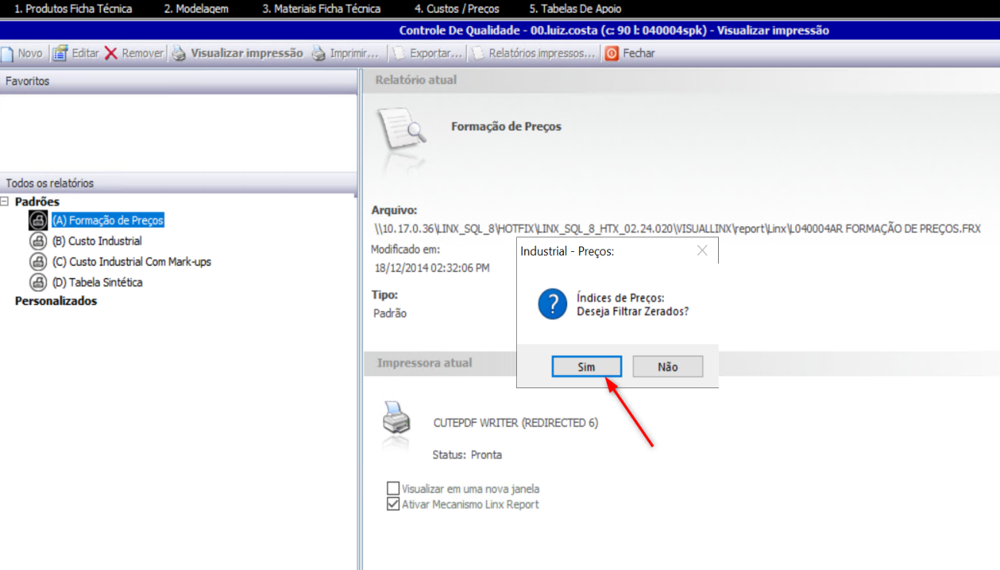 1. Produtos Ficha Técnica 2. Modelagem 3. Materiais Ficha Técnica 4. Custos / Preços 5. Tabelas De Apoio
Controle De Qualidade - 00.luiz.costa (c: 90 l: 040004spk) - Visualizar impressão
Novo Editar Remover Visualizar impressão Imprimir... Exportar... Relatórios impressos... Fechar
Favoritos
Todos os relatórios
Padrões
(A) Formação de Preços
(B) Custo Industrial
(C) Custo Industrial Com Mark-ups
(D) Tabela Sintética
Personalizados
Relatório atual
Formação de Preços
Arquivo:
\\10.17.0.36\LINX_SQL_8\HOTFIX\LINX_SQL_8_HTX_02.24.020\VISUALLINX\report\Linx\L040004AR FORMAÇÃO DE PREÇOS.FRX
Modificado em:
18/12/2014 02:32:06 PM
Tipo:
Padrão
Industrial - Preços:
Índices de Preços:
Deseja Filtrar Zerados?
Sim Não
Impressora atual
CUTEPDF WRITER (REDIRECTED 6)
Status: Pronta
Visualizar em uma nova janela
Ativar Mecanismo Linx Report